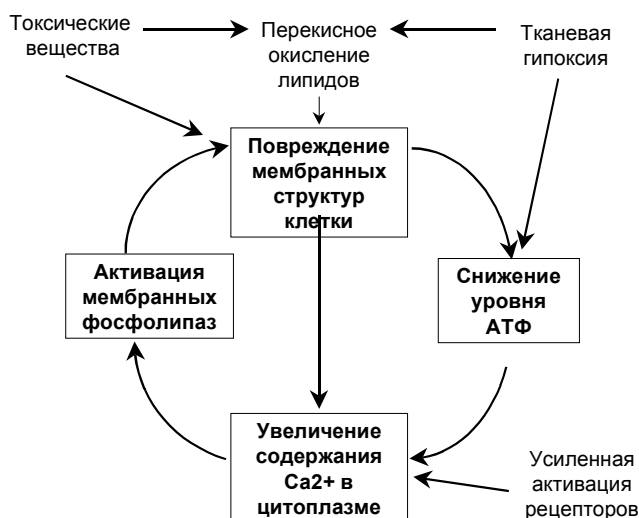 Токсические
вещества
Перекисное
окисление
липидов
Тканевая
гипоксия
Повреждение
мембранных
структур
клетки
Активация
мембранных
фосфолипаз
Снижение
уровня
АТФ
Увеличение
содержания
Са2+ в
цитоплазме
Усиленная
активация
рецепторов